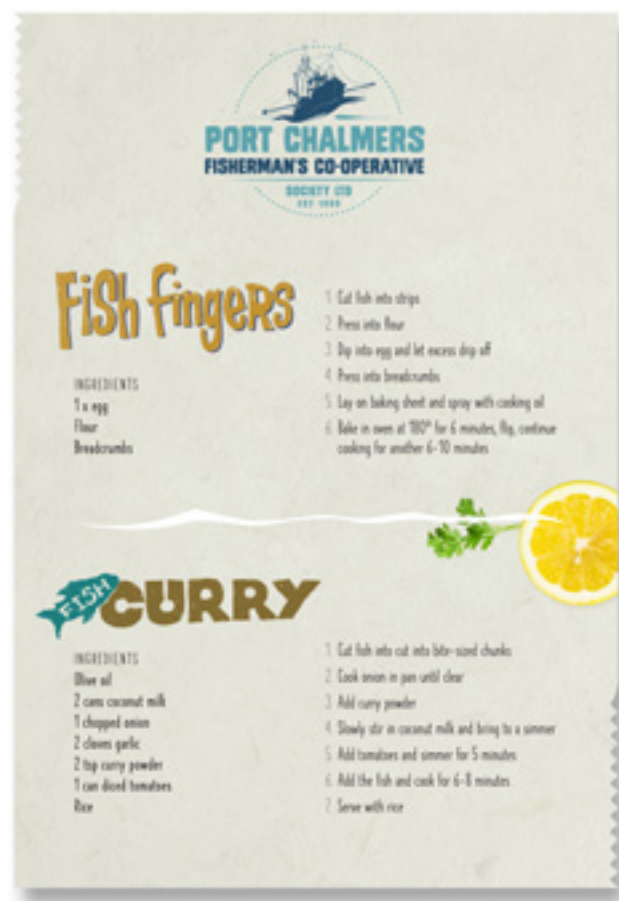 PORT CHALMERS
FISHERMAN'S CO-OPERATIVE
SOCIETY LTD
Fish Fingers
INGREDIENTS
1 x egg
Flour
Breadcrumbs
1 Cut fish into strips
2 Press into flour
3 Dip into egg and let excess drip off
4 Press into breadcrumbs
5 Lay on baking sheet and spray with cooking oil
6 Bake in oven at 180° for 6 minutes, flip, continue
cooking for another 6-10 minutes
FISH CURRY
INGREDIENTS
Olive oil
2 cans coconut milk
1 chopped onion
2 cloves garlic
2 tsp curry powder
1 can diced tomatoes
Rice
1 Cut fish into cut into bite-sized chunks
2 Cook onion in pan until clear
3 Add curry powder
4 Slowly stir in coconut milk and bring to a simmer
5 Add tomatoes and simmer for 5 minutes
6 Add the fish and cook for 6-8 minutes
7 Serve with rice